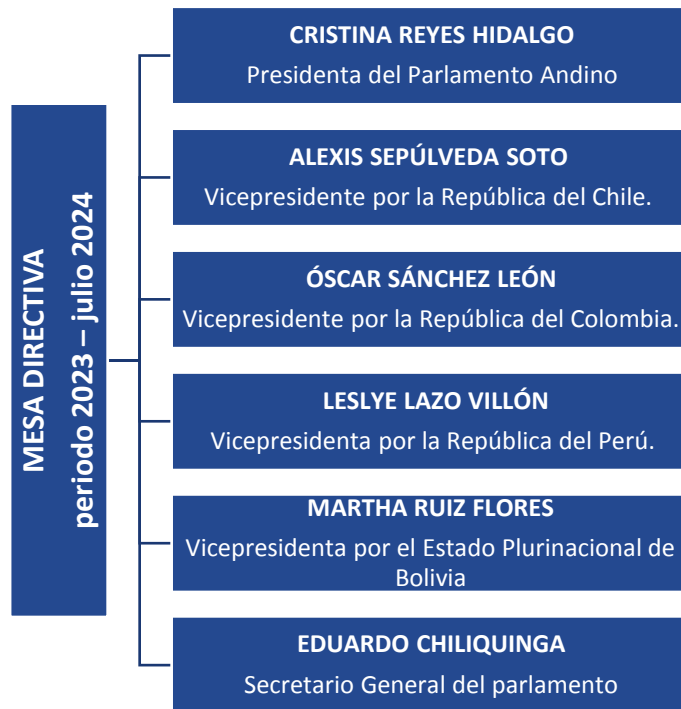 MESA DIRECTIVA
periodo 2023 – julio 2024
CRISTINA REYES HIDALGO
Presidenta del Parlamento Andino
ALEXIS SEPÚLVEDA SOTO
Vicepresidente por la República del Chile.
ÓSCAR SÁNCHEZ LEÓN
Vicepresidente por la República del Colombia.
LESLYE LAZO VILLÓN
Vicepresidenta por la República del Perú.
MARTHA RUIZ FLORES
Vicepresidenta por el Estado Plurinacional de
Bolivia
EDUARDO CHILIQUINGA
Secretario General del parlamento